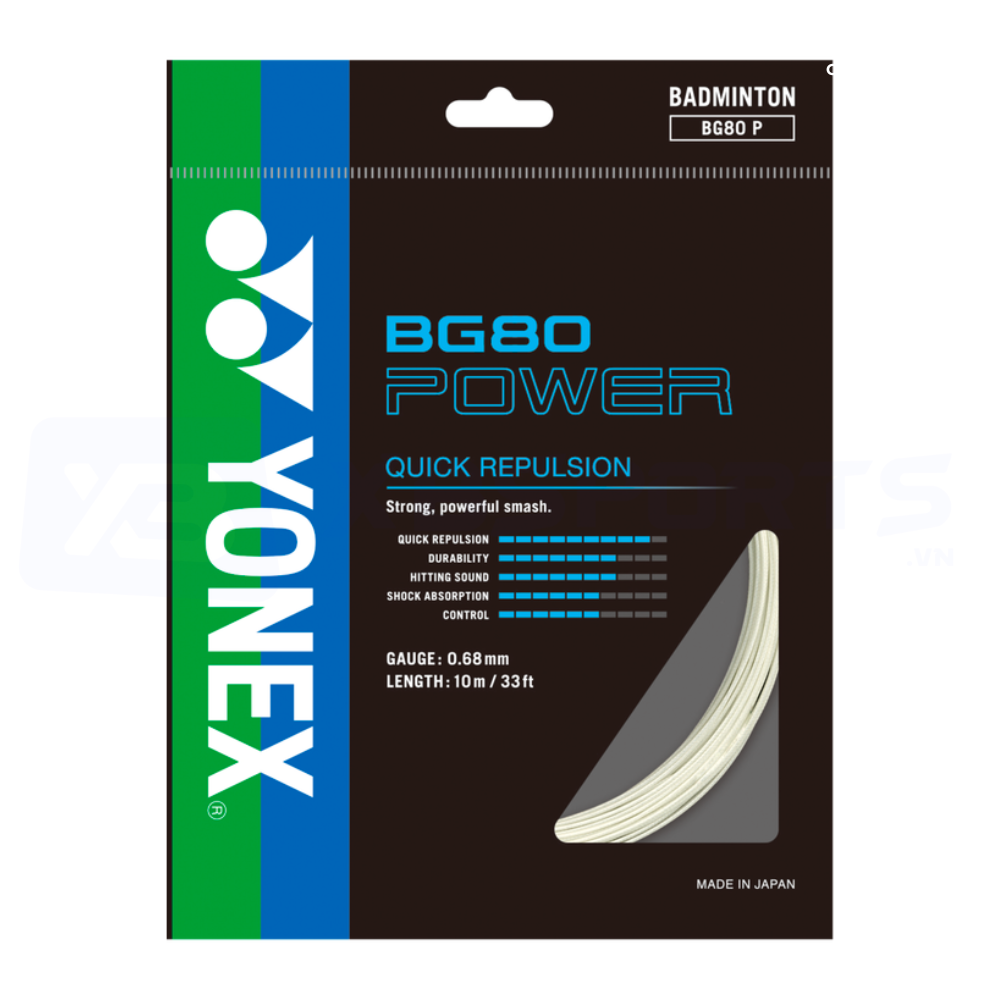 BADMINTON
BG80 P
YONEX
®
BG80
POWER
QUICK REPULSION
Strong, powerful smash.
QUICK REPULSION
DURABILITY
HITTING SOUND
SHOCK ABSORPTION
CONTROL
GAUGE: 0.68mm
LENGTH: 10m / 33ft
MADE IN JAPAN
.VN